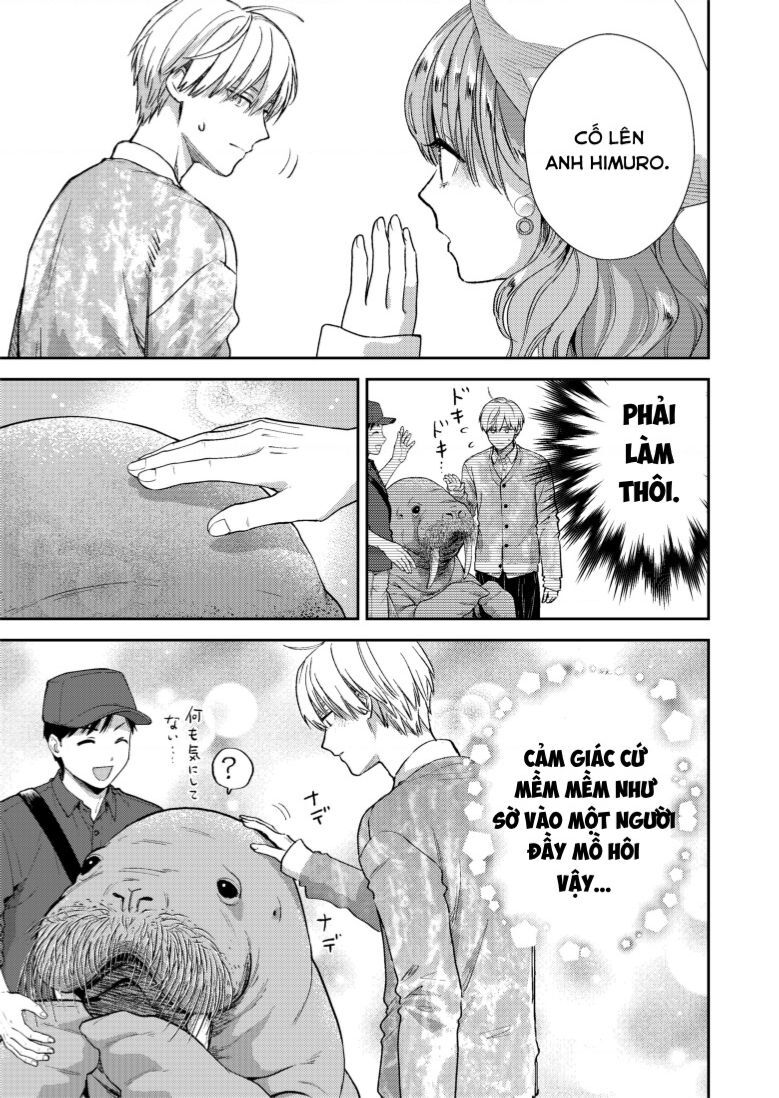 CỐ LÊN
ANH HIMURO.
PHẢI
LÀM
THÔI.
ドキ…
ドキ…
CẢM GIÁC CỨ
MỀM MỀM NHƯ
SỜ VÀO MỘT NGƯỜI
ĐẦY MỒ HÔI
VẬY...
ナデ
ナデ
?
何も気にして
ない…